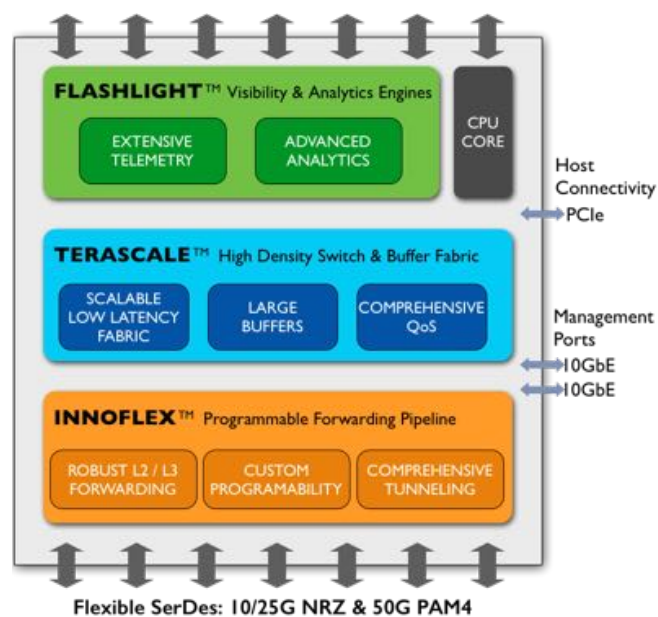 FLASHLIGHT™ Visibility & Analytics Engines
EXTENSIVE
TELEMETRY
ADVANCED
ANALYTICS
CPU
CORE
Host
Connectivity
PCIe
TERASCALE™ High Density Switch & Buffer Fabric
SCALABLE
LOW LATENCY
FABRIC
LARGE
BUFFERS
COMPREHENSIVE
QoS
Management
Ports
10GbE
10GbE
INNOFLEX™ Programmable Forwarding Pipeline
ROBUST L2 / L3
FORWARDING
CUSTOM
PROGRAMABILITY
COMPREHENSIVE
TUNNELING
Flexible SerDes: 10/25G NRZ & 50G PAM4